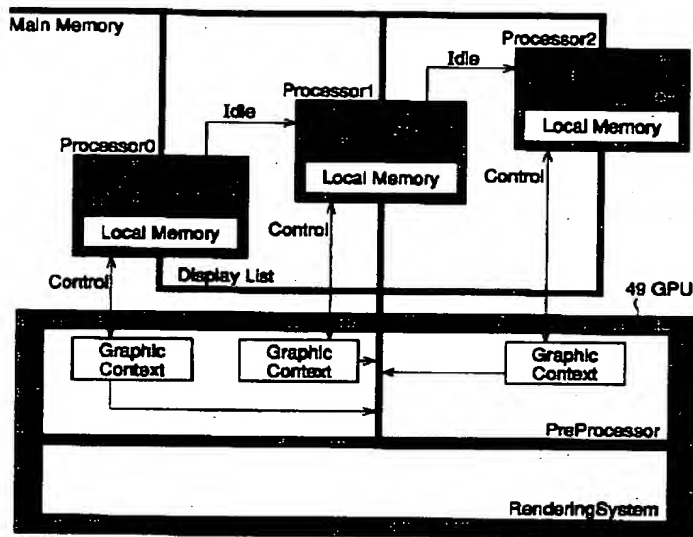 Main Memory
Processor2
Idle
Processor1
Idle
Local Memory
Processor0
Local Memory
Control
Control
Local Memory
Display List
Control
49 GPU
Graphic
Context
Graphic
Context
Graphic
Context
PreProcessor
RenderingSystem